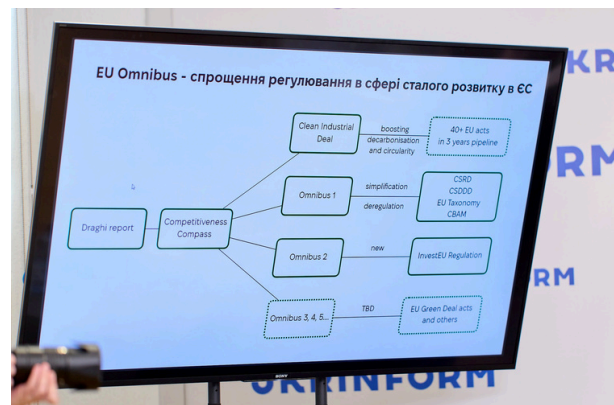 EU Omnibus - спрощення регулювання в сфері сталого розвитку в ЄС
Clean Industrial
Deal
boosting
decarbonisation
and circularity
40+ EU acts
in 3 years pipeline
Omnibus 1
simplification
deregulation
CSRD
CSDDD
EU Taxonomy
CBAM
Draghi report
Competitiveness
Compass
Omnibus 2
new
InvestEU Regulation
Omnibus 3, 4, 5...
TBD
EU Green Deal acts
and others
SONY
KR
RM
RM
UKRINFORM